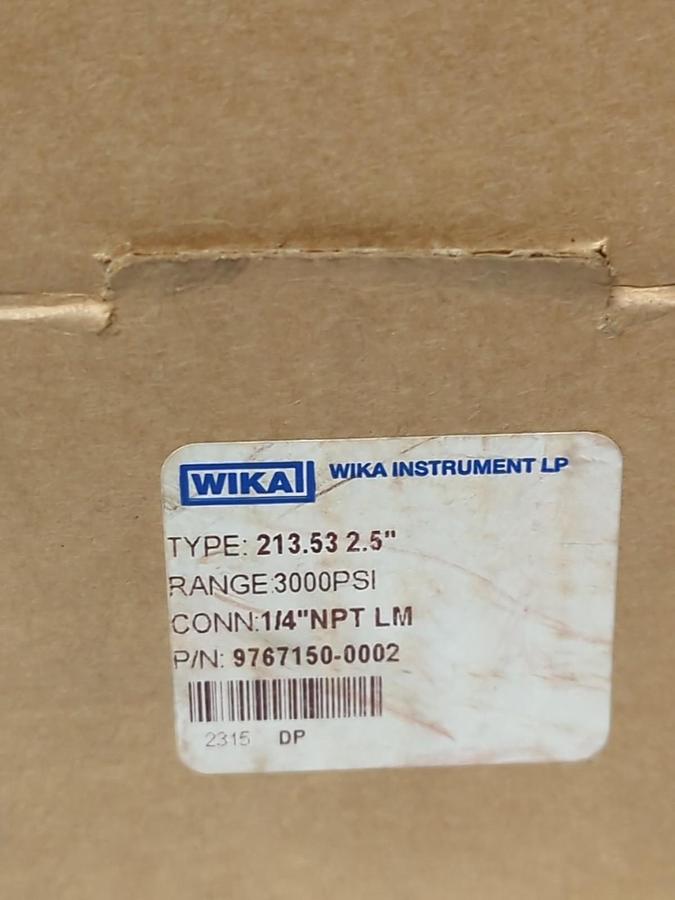 WIKA WIKA INSTRUMENT LP
TYPE: 213.53 2.5"
RANGE:3000PSI
CONN:1/4"NPT LM
P/N: 9767150-0002
2315 DP